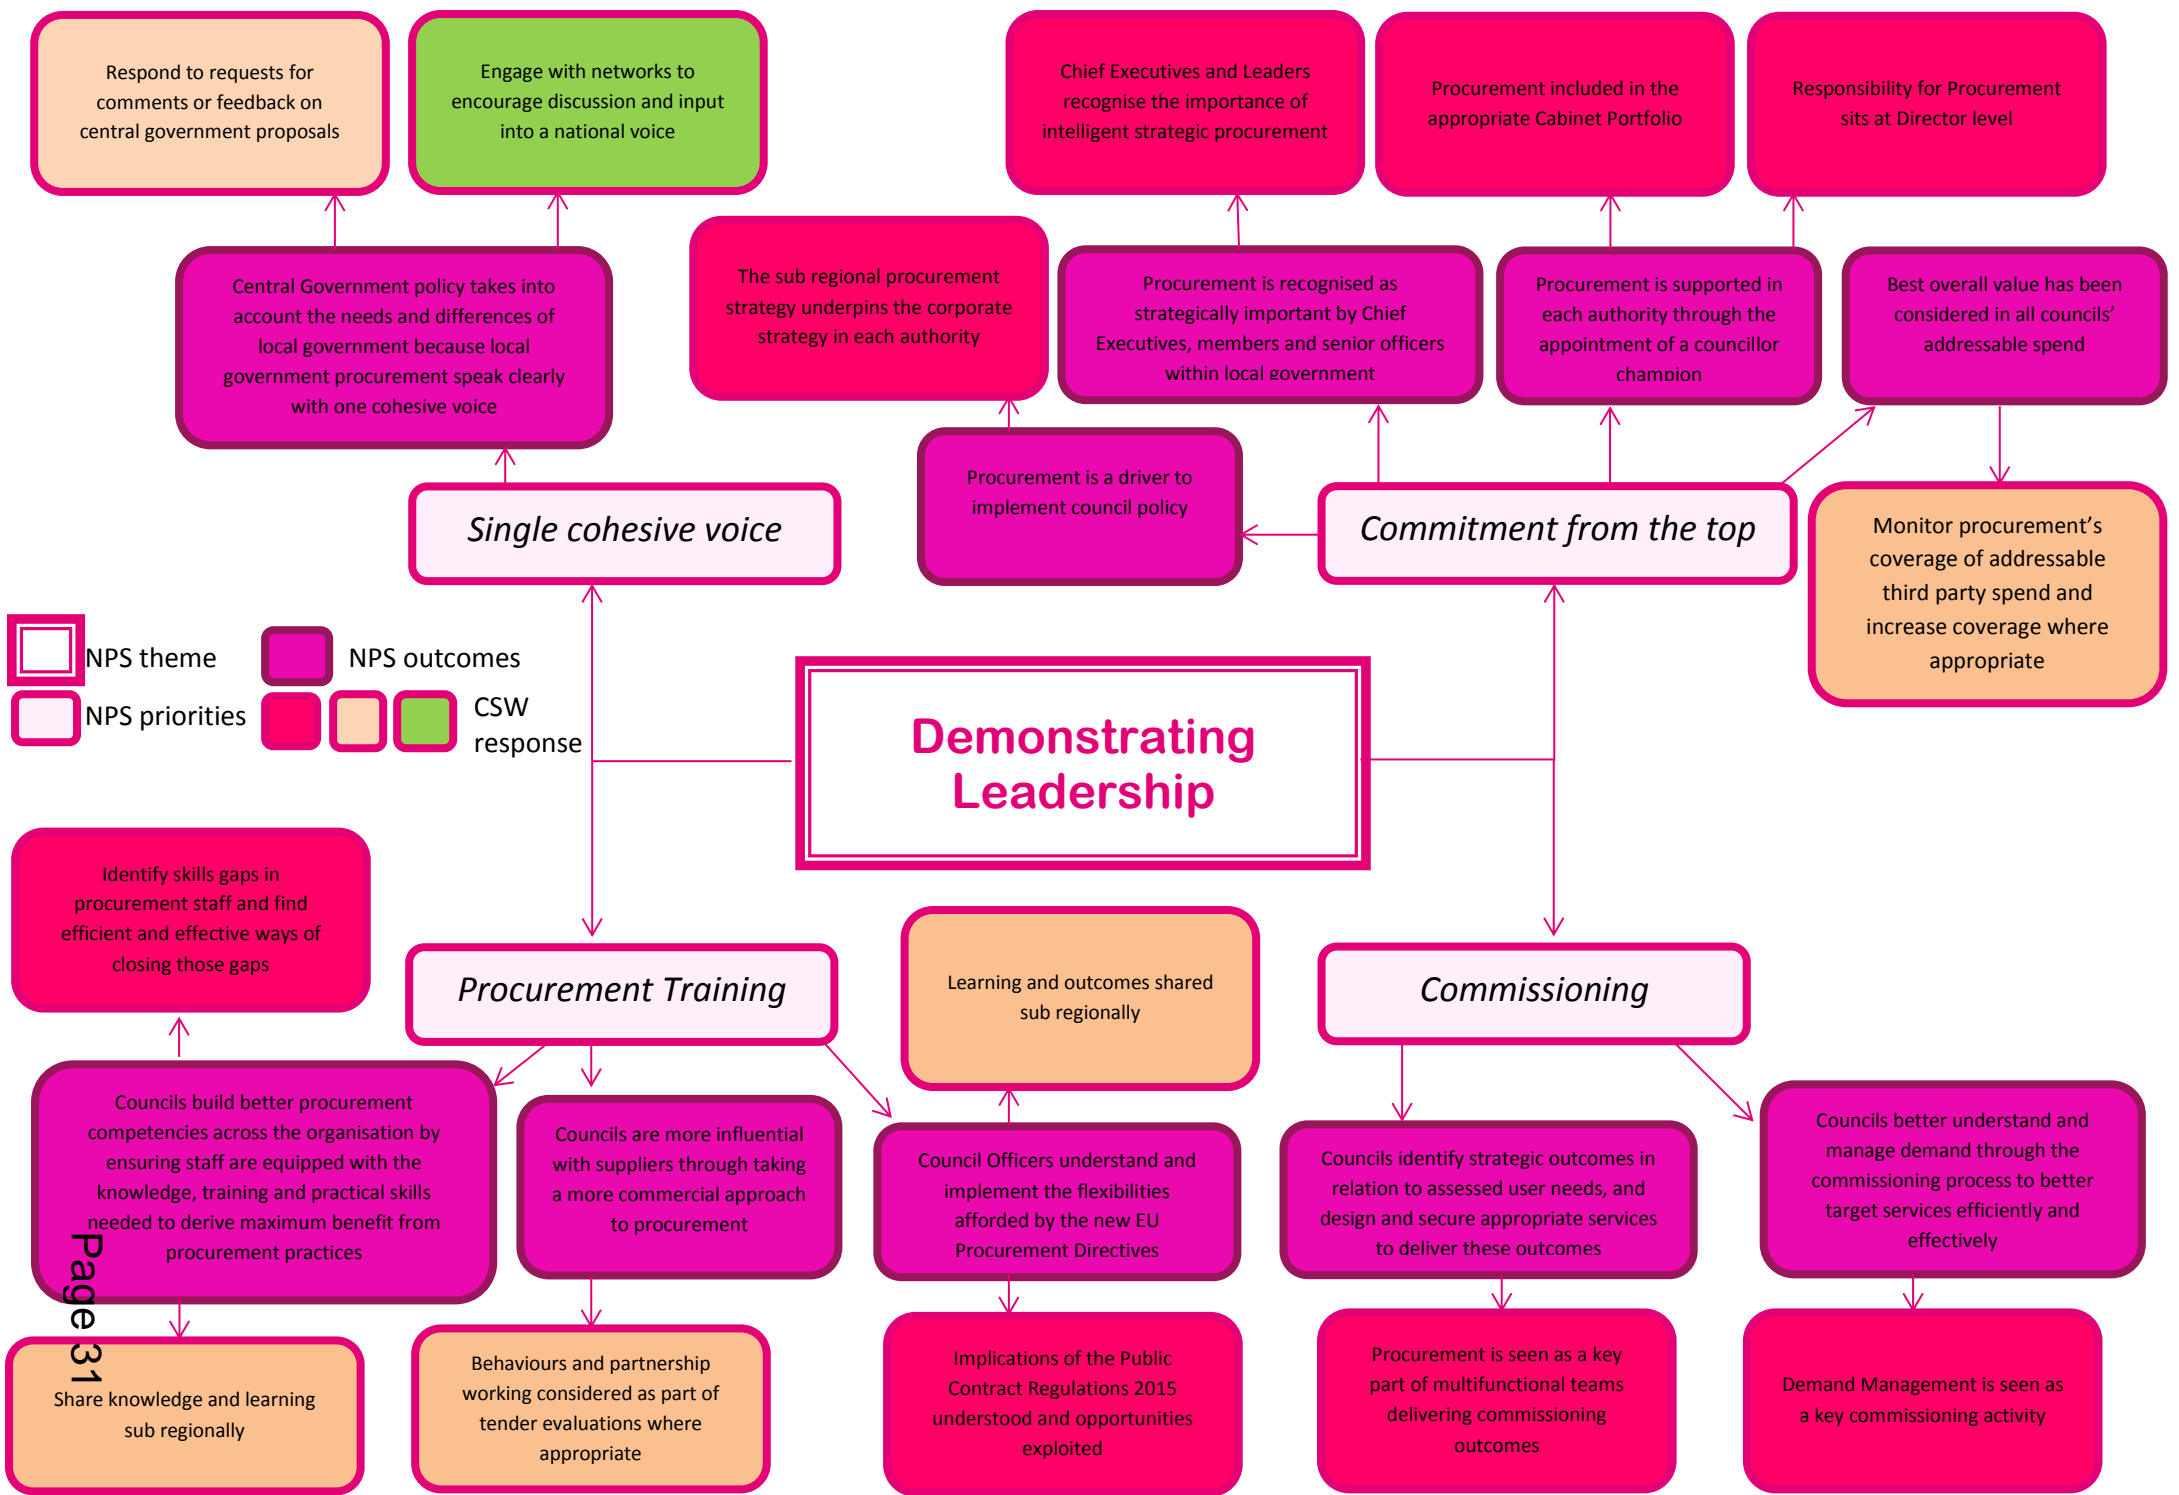 Respond to requests for
comments or feedback on
central government proposals
Engage with networks to
encourage discussion and input
into a national voice
Chief Executives and Leaders
recognise the importance of
intelligent strategic procurement
Procurement included in the
appropriate Cabinet Portfolio
Responsibility for Procurement
sits at Director level
Central Government policy takes into
account the needs and differences of
local government because local
government procurement speak clearly
with one cohesive voice
The sub regional procurement
strategy underpins the corporate
strategy in each authority
Procurement is recognised as
strategically important by Chief
Executives, members and senior officers
within local government
Procurement is supported in
each authority through the
appointment of a councillor
champion
Best overall value has been
considered in all councils’
addressable spend
Procurement is a driver to
implement council policy
Single cohesive voice
Commitment from the top
Monitor procurement’s
coverage of addressable
third party spend and
increase coverage where
appropriate
NPS theme
NPS outcomes
NPS priorities
CSW
response
Demonstrating
Leadership
Identify skills gaps in
procurement staff and find
efficient and effective ways of
closing those gaps
Procurement Training
Learning and outcomes shared
sub regionally
Commissioning
Councils build better procurement
competencies across the organisation by
ensuring staff are equipped with the
knowledge, training and practical skills
needed to derive maximum benefit from
procurement practices
Councils are more influential
with suppliers through taking
a more commercial approach
to procurement
Council Officers understand and
implement the flexibilities
afforded by the new EU
Procurement Directives
Councils identify strategic outcomes in
relation to assessed user needs, and
design and secure appropriate services
to deliver these outcomes
Councils better understand and
manage demand through the
commissioning process to better
target services efficiently and
effectively
Page 31
Share knowledge and learning
sub regionally
Behaviours and partnership
working considered as part of
tender evaluations where
appropriate
Implications of the Public
Contract Regulations 2015
understood and opportunities
exploited
Procurement is seen as a key
part of multifunctional teams
delivering commissioning
outcomes
Demand Management is seen as
a key commissioning activity